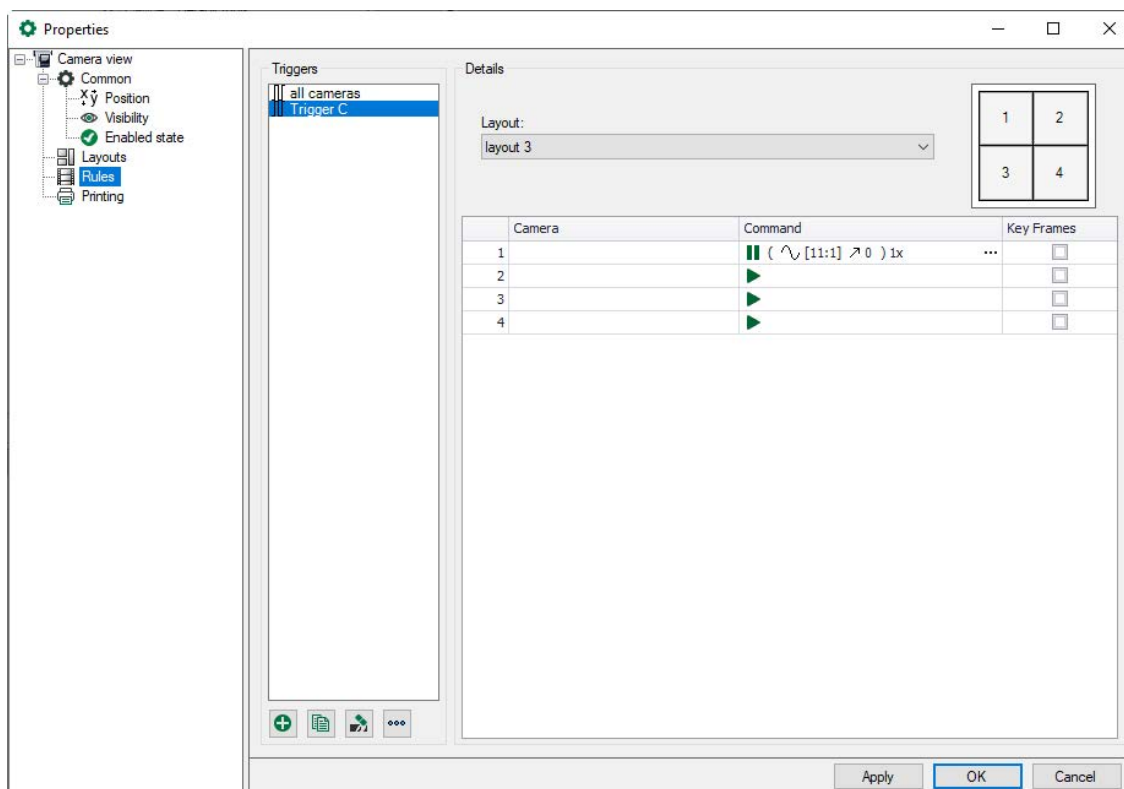 Properties
Camera view
Common
Position
Visibility
Enabled state
Layouts
Rules
Printing
Triggers
all cameras
Trigger C
Details
Layout:
layout 3
1 2
3 4
Camera Command Key Frames
1 ( [11:1] 0 ) 1x ...
2
3
4
Apply OK Cancel